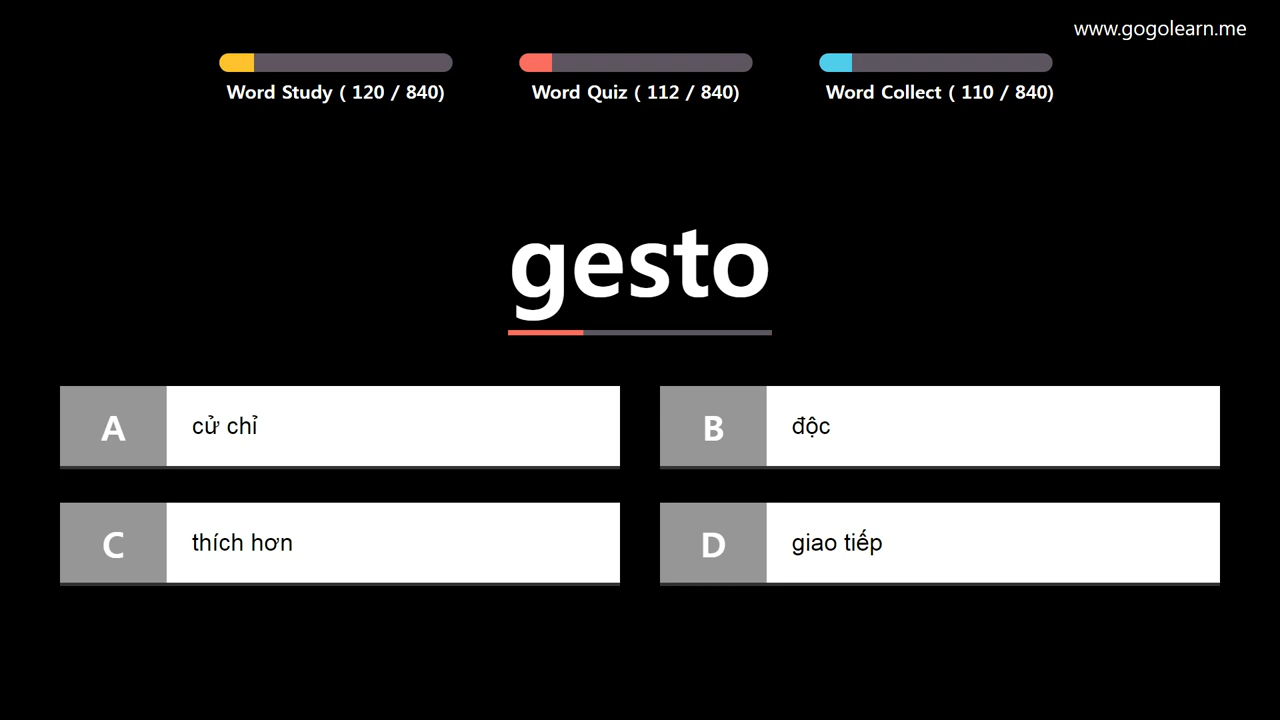 www.gogolearn.me
Word Study ( 120 / 840)
Word Quiz ( 112 / 840)
Word Collect ( 110 / 840)
gesto
A
cử chỉ
B
độc
C
thích hơn
D
giao tiếp